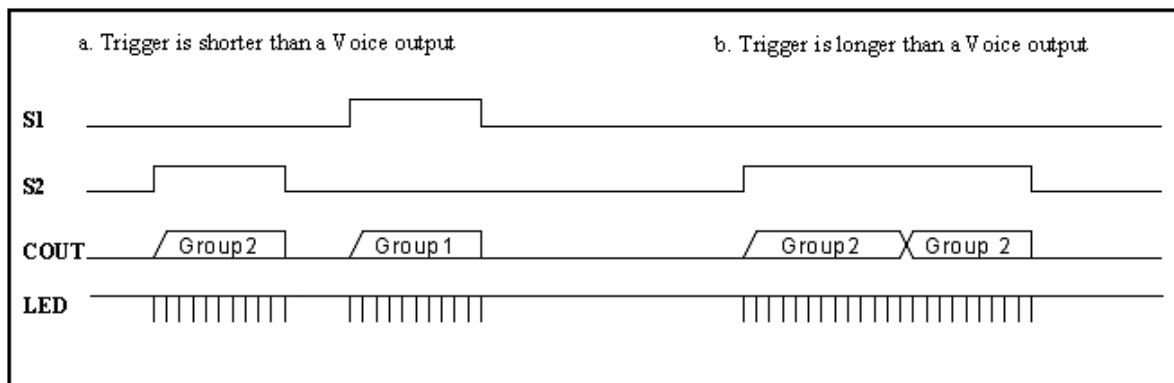 a. Trigger is shorter than a Voice output
b. Trigger is longer than a Voice output
S1
S2
COUT
Group2
Group1
Group2
Group 2
LED